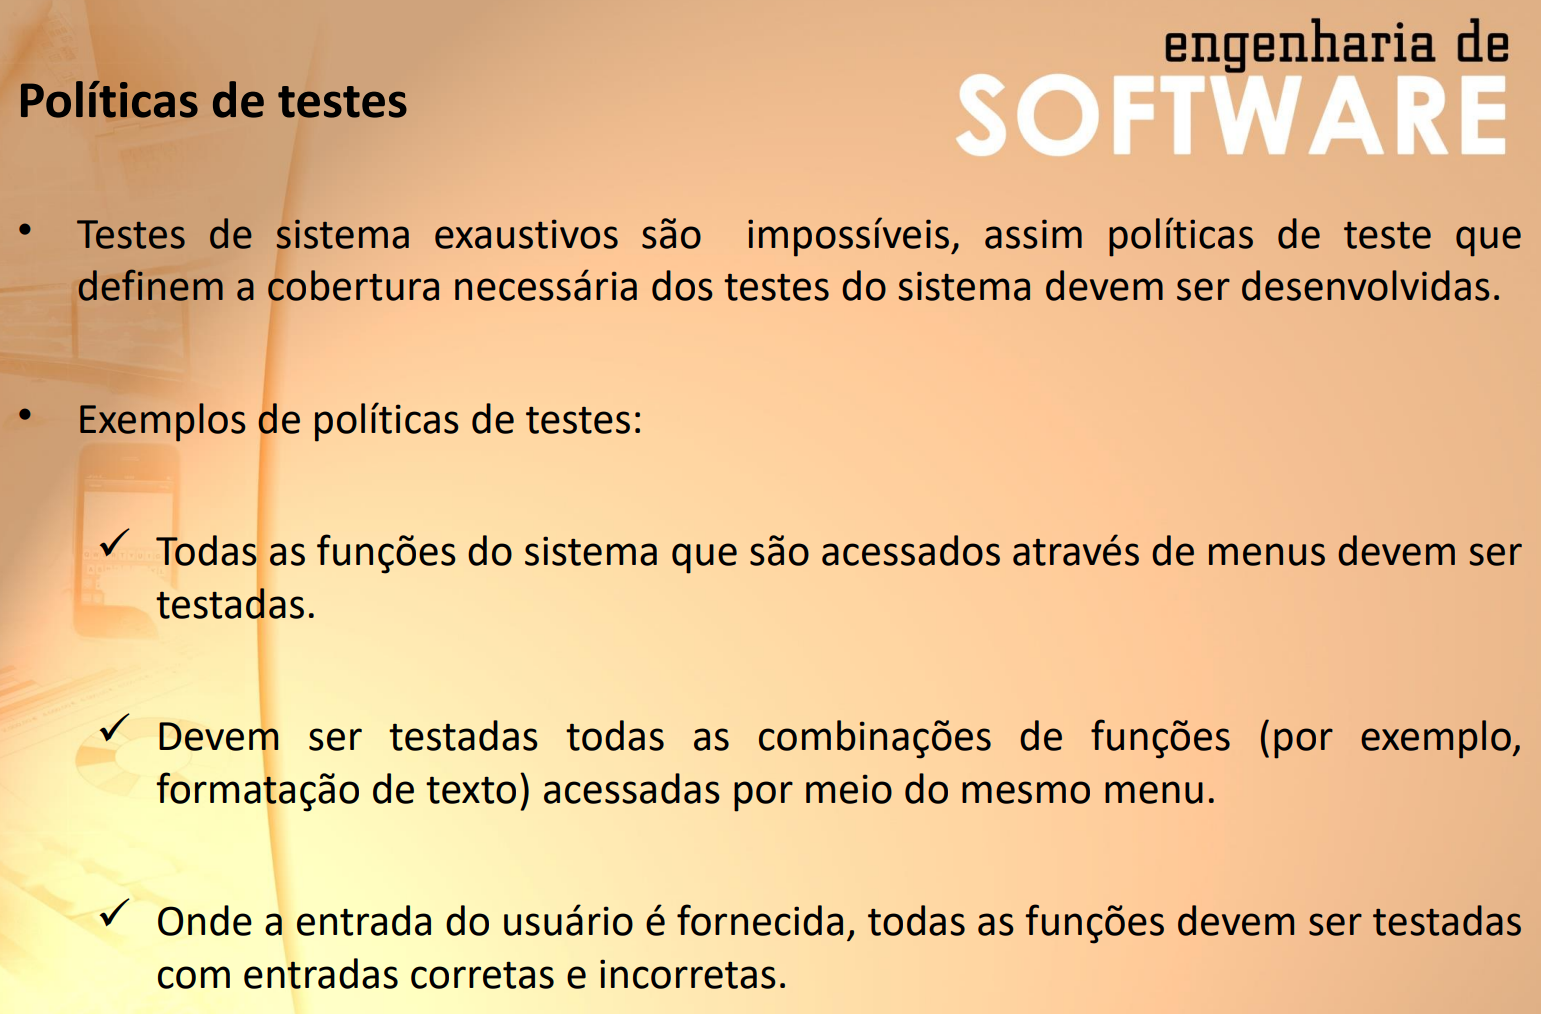 engenharia de
SOFTWARE
Políticas de testes
• Testes de sistema exaustivos são impossíveis, assim políticas de teste que
definem a cobertura necessária dos testes do sistema devem ser desenvolvidas.
• Exemplos de políticas de testes:
✓ Todas as funções do sistema que são acessados através de menus devem ser
testadas.
✓ Devem ser testadas todas as combinações de funções (por exemplo,
formatação de texto) acessadas por meio do mesmo menu.
✓ Onde a entrada do usuário é fornecida, todas as funções devem ser testadas
com entradas corretas e incorretas.